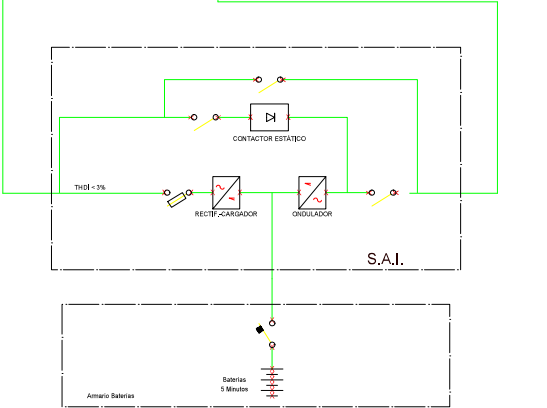 CONTACTOR ESTÁTICO
THDI < 3%
RECTIF.-CARGADOR
ONDULADOR
S.A.I.
Baterias
5 Minutos
Armario Baterias